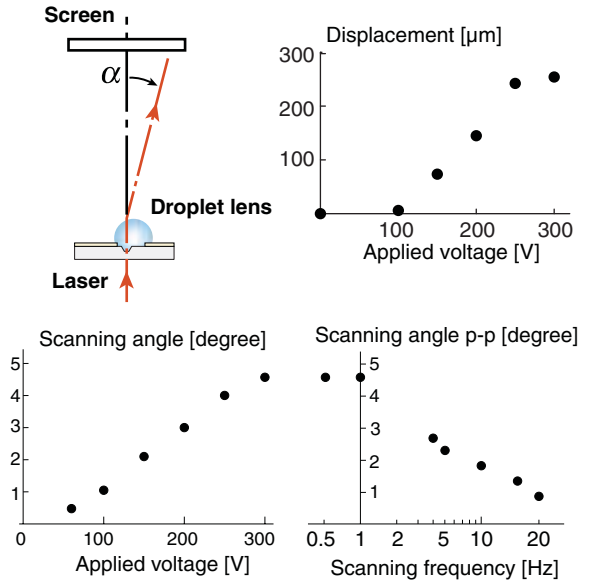 Screen
α
Droplet lens
Laser
Displacement [µm]
300
200
100
100 200 300
Applied voltage [V]
Scanning angle [degree]
5
4
3
2
1
0 100 200 300
Applied voltage [V]
Scanning angle p-p [degree]
5
4
3
2
1
0.5 1 2 5 10 20
Scanning frequency [Hz]